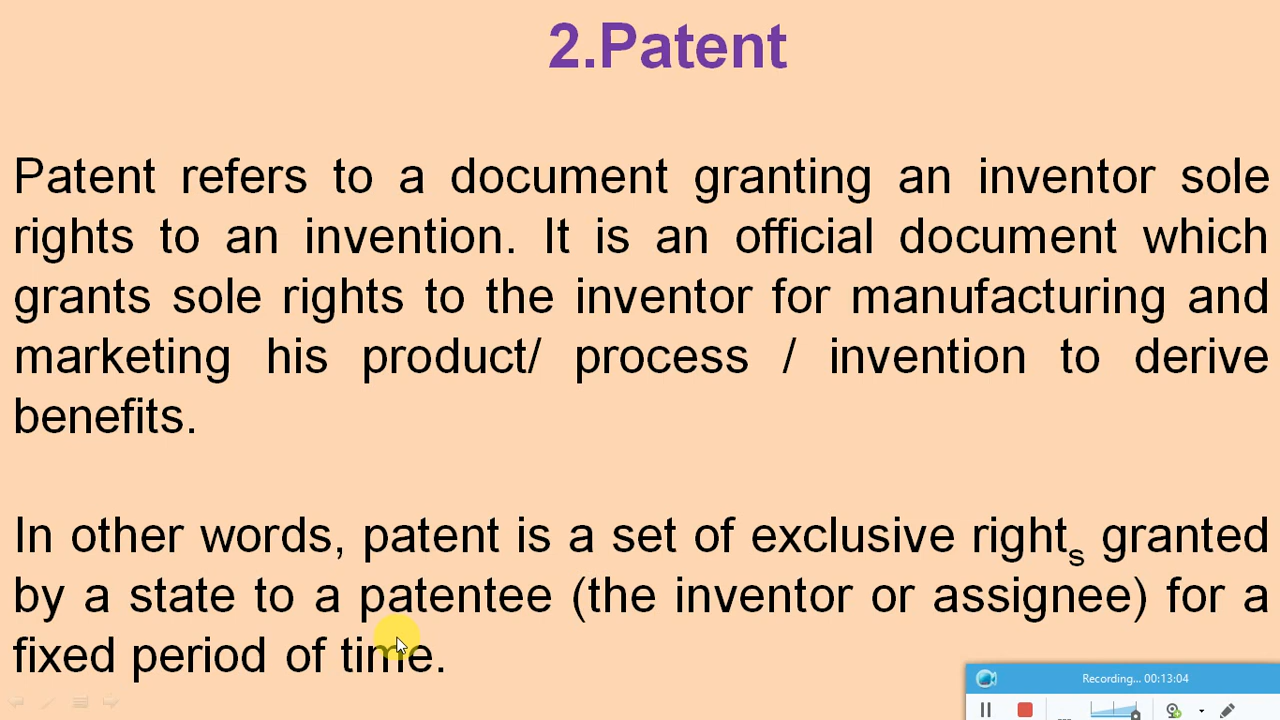 2.Patent
Patent refers to a document granting an inventor sole
rights to an invention. It is an official document which
grants sole rights to the inventor for manufacturing and
marketing his product/ process / invention to derive
benefits.
In other words, patent is a set of exclusive rights granted
by a state to a patentee (the inventor or assignee) for a
fixed period of time.
Recording... 00:13:04